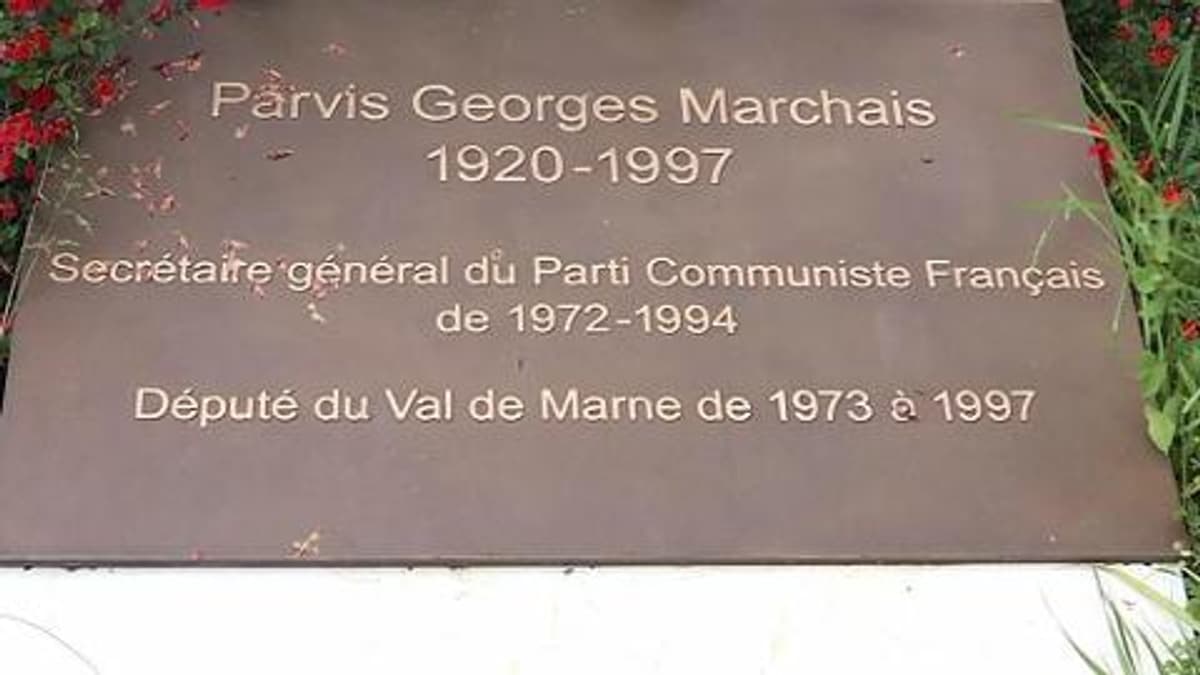 Parvis Georges Marchais
1920-1997
Secrétaire général du Parti Communiste Français
de 1972-1994
Député du Val de Marne de 1973 à 1997